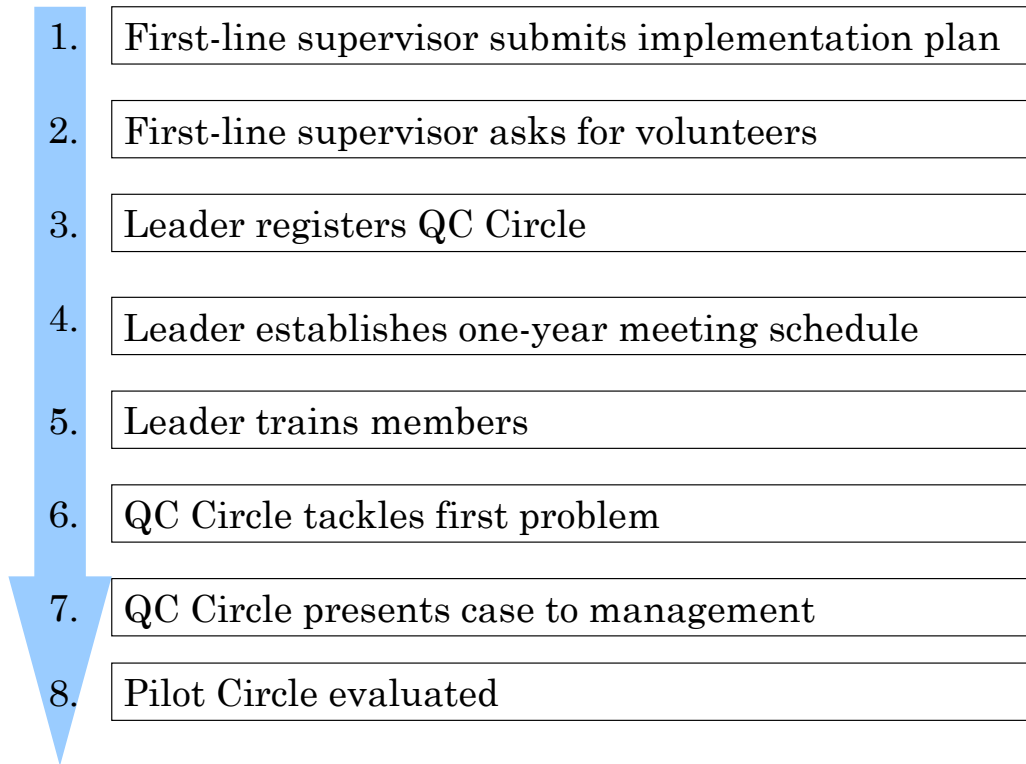 1. First-line supervisor submits implementation plan
2. First-line supervisor asks for volunteers
3. Leader registers QC Circle
4. Leader establishes one-year meeting schedule
5. Leader trains members
6. QC Circle tackles first problem
7. QC Circle presents case to management
8. Pilot Circle evaluated